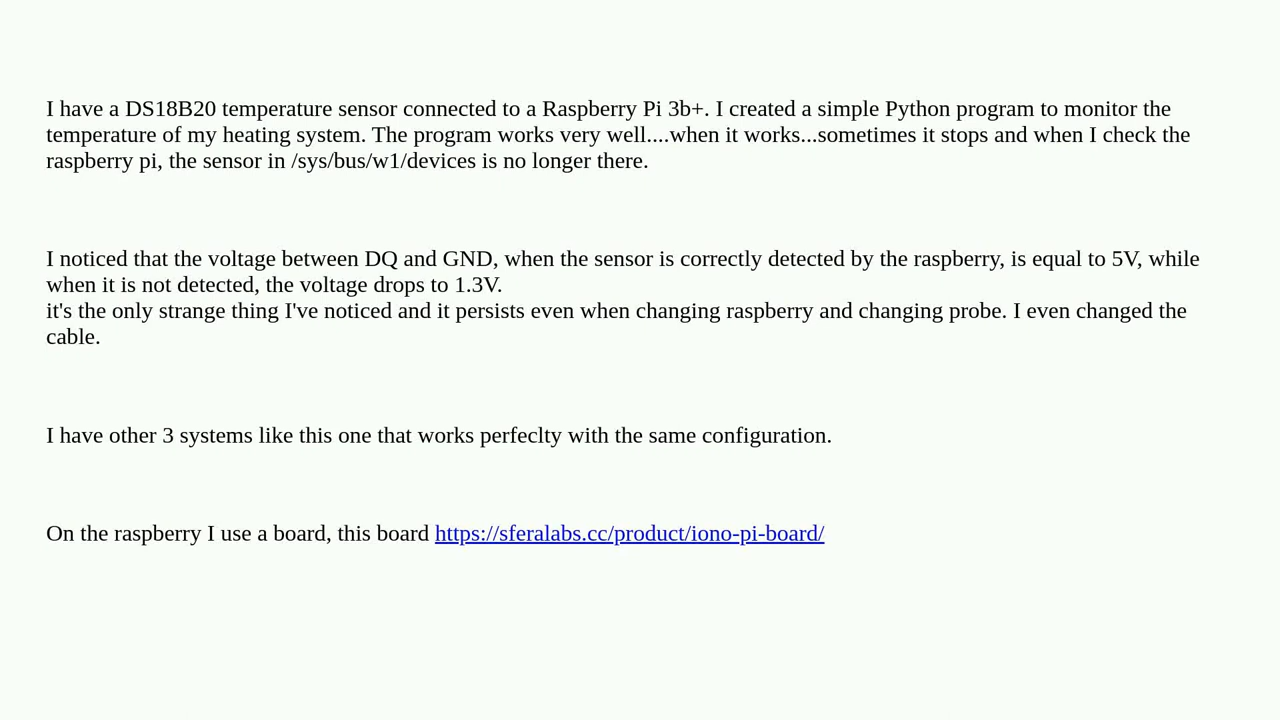 I have a DS18B20 temperature sensor connected to a Raspberry Pi 3b+. I created a simple Python program to monitor the
temperature of my heating system. The program works very well....when it works...sometimes it stops and when I check the
raspberry pi, the sensor in /sys/bus/w1/devices is no longer there.
I noticed that the voltage between DQ and GND, when the sensor is correctly detected by the raspberry, is equal to 5V, while
when it is not detected, the voltage drops to 1.3V.
it's the only strange thing I've noticed and it persists even when changing raspberry and changing probe. I even changed the
cable.
I have other 3 systems like this one that works perfeclty with the same configuration.
On the raspberry I use a board, this board https://sferalabs.cc/product/iono-pi-board/